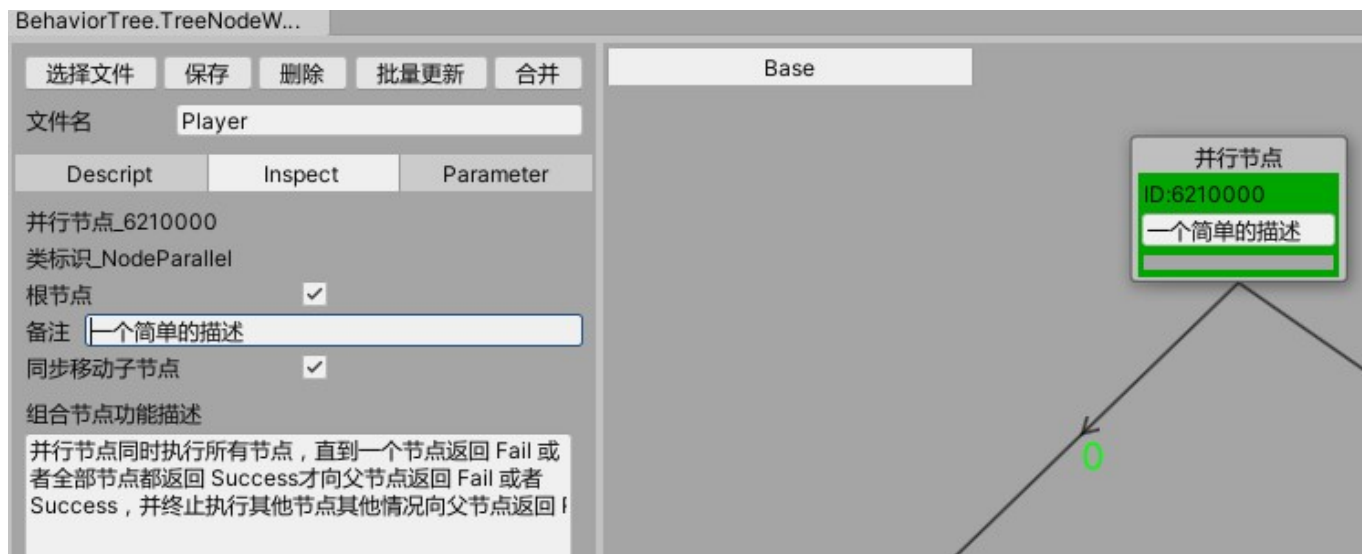 BehaviorTree.TreeNodeW...
选择文件 保存 删除 批量更新 合并
文件名 Player
Descript Inspect Parameter
并行节点_6210000
类标识_NodeParallel
根节点
备注 一个简单的描述
同步移动子节点
组合节点功能描述
并行节点同时执行所有节点，直到一个节点返回 Fail 或
者全部节点都返回 Success才向父节点返回 Fail 或者
Success，并终止执行其他节点其他情况向父节点返回
Base
并行节点
ID:6210000
一个简单的描述
0